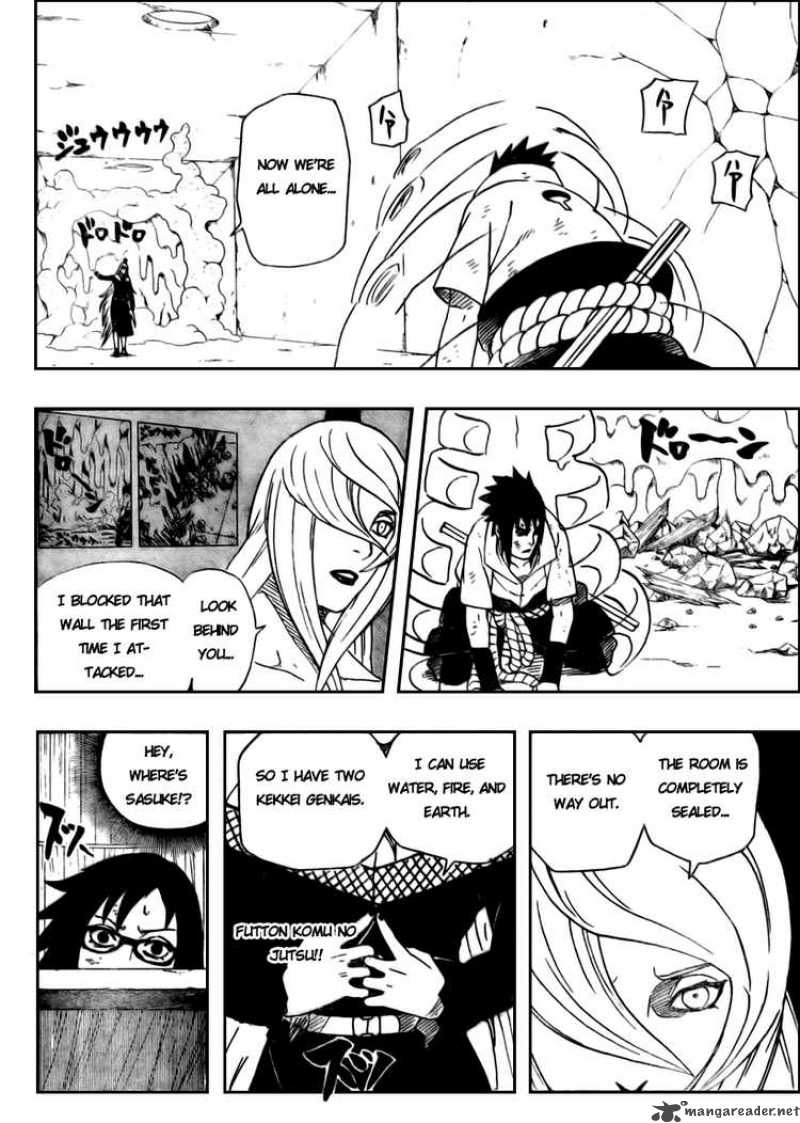 ジュウウウウ
NOW WE'RE
ALL ALONE...
ドロドロ
ドローン
LOOK
BEHIND
YOU...
I BLOCKED THAT
WALL THE FIRST
TIME I AT-
TACKED...
THE ROOM IS
COMPLETELY
SEALED...
THERE'S NO
WAY OUT.
I CAN USE
WATER, FIRE, AND
EARTH.
SO I HAVE TWO
KEKKEI GENKAIS.
FUTTON KOMU NO
JUTSU!!
HEY,
WHERE'S
SASUKE!?
mangareader.net